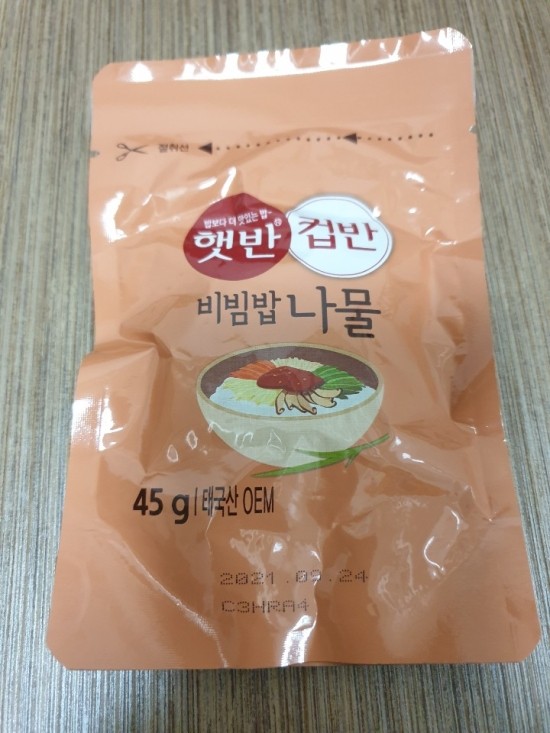 절취선
밥보다 더 맛있는 밥~
햇반® 컵반
비빔밥 나물
45 g / 태국산 OEM
2021.09.24
C3HRA4